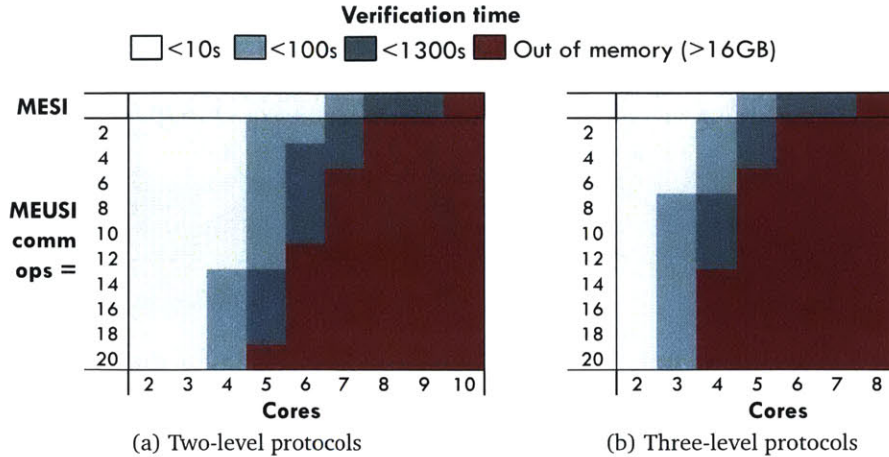 Verification time
<10s <100s <1300s Out of memory (>16GB)
MESI
MEUSI
comm
ops =
2
4
6
8
10
12
14
16
18
20
2 3 4 5 6 7 8 9 10
Cores
(a) Two-level protocols
2
4
6
8
10
12
14
16
18
20
2 3 4 5 6 7 8
Cores
(b) Three-level protocols